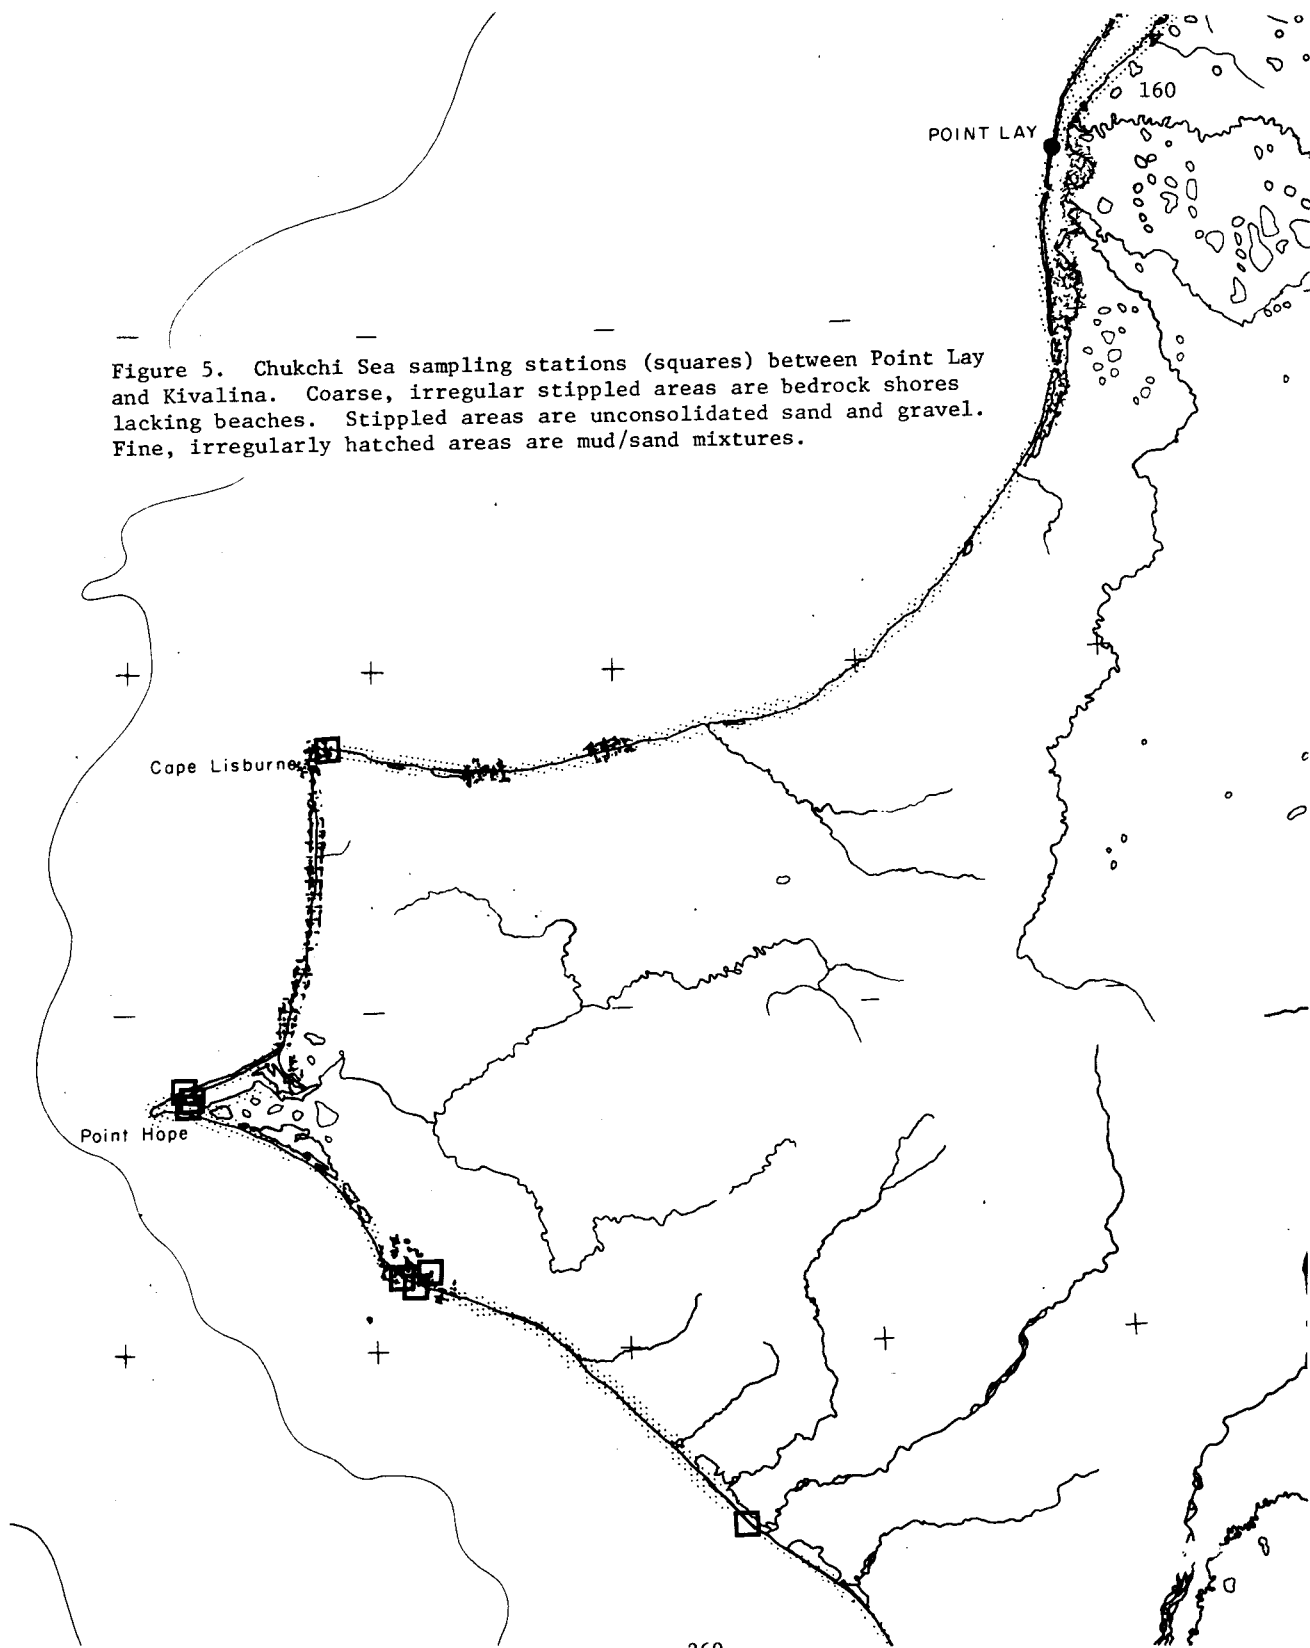 160
POINT LAY
Figure 5. Chukchi Sea sampling stations (squares) between Point Lay
and Kivalina. Coarse, irregular stippled areas are bedrock shores
lacking beaches. Stippled areas are unconsolidated sand and gravel.
Fine, irregularly hatched areas are mud/sand mixtures.
Cape Lisburne
Point Hope